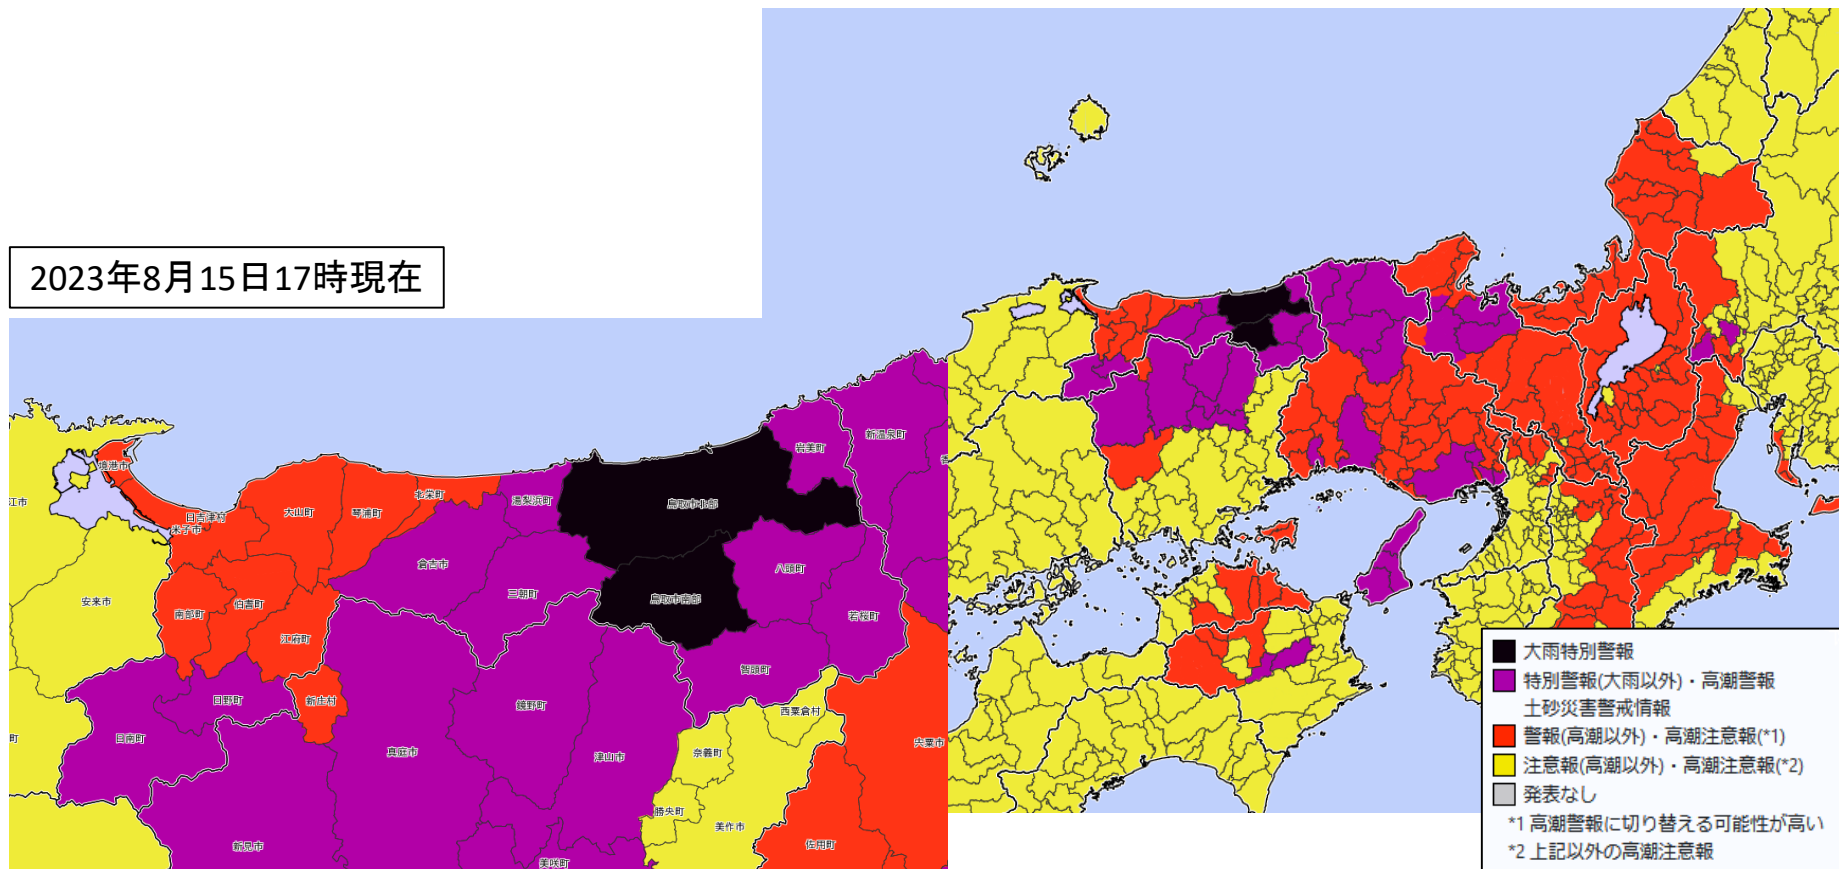 2023年8月15日17時現在
岩美町
新温泉町
境港市
江市
北栄町
湯梨浜町
鳥取市北部
日吉津村
米子市
大山町
琴浦町
倉吉市
八頭町
三朝町
鳥取市南部
安来市
南部町
伯耆町
江府町
若桜町
智頭町
日野町
新庄村
鏡野町
西粟倉村
町
日南町
真庭市
津山市
奈義町
宍粟市
勝央町
美作市
新見市
美咲町
佐用町
大雨特別警報
特別警報(大雨以外)・高潮警報
土砂災害警戒情報
警報(高潮以外)・高潮注意報(*1)
注意報(高潮以外)・高潮注意報(*2)
発表なし
*1 高潮警報に切り替える可能性が高い
*2 上記以外の高潮注意報